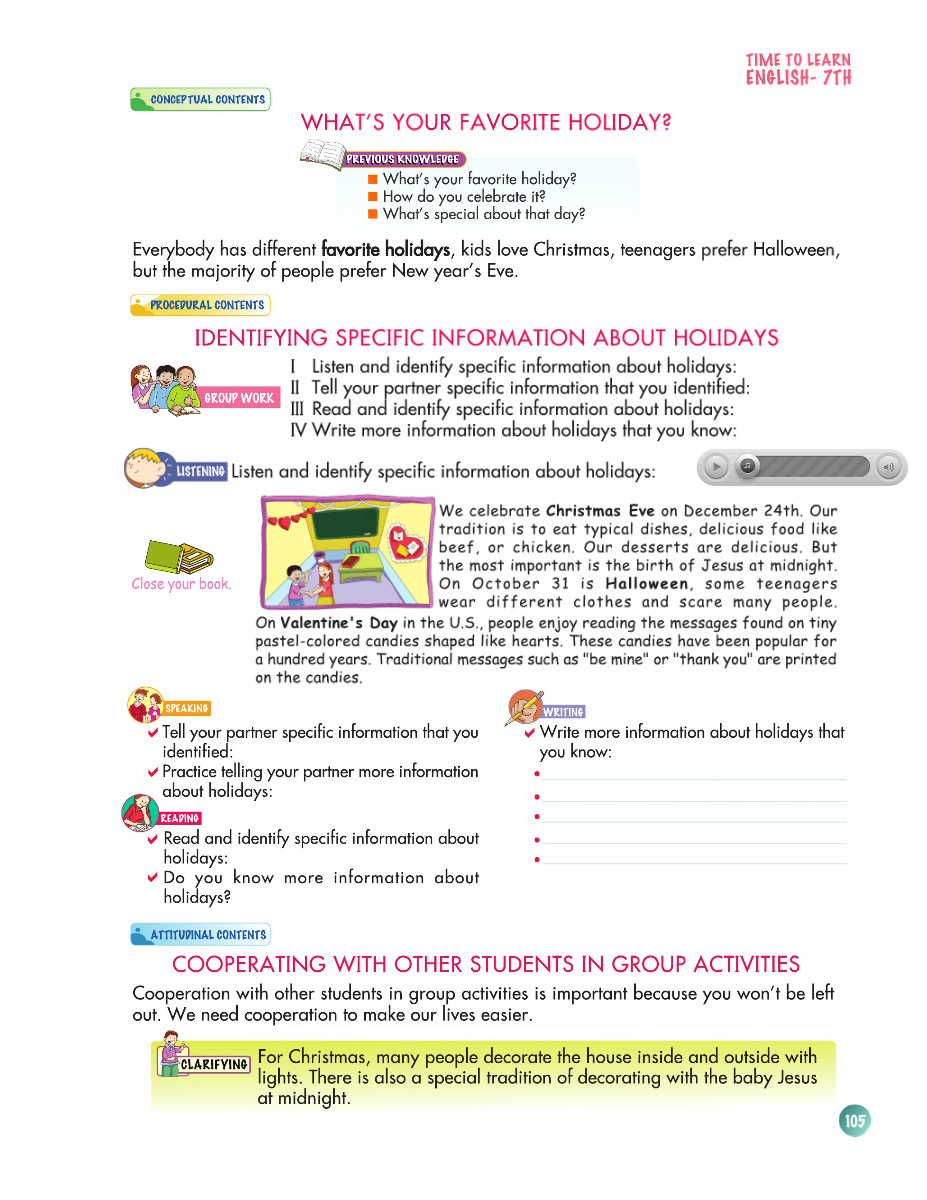 TIME TO LEARN
ENGLISH- 7TH
CONCEPTUAL CONTENTS
WHAT'S YOUR FAVORITE HOLIDAY?
PREVIOUS KNOWLEDGE
What's your favorite holiday?
How do you celebrate it?
What's special about that day?
Everybody has different favorite holidays, kids love Christmas, teenagers prefer Halloween,
but the majority of people prefer New year's Eve.
PROCEDURAL CONTENTS
IDENTIFYING SPECIFIC INFORMATION ABOUT HOLIDAYS
GROUP WORK
I Listen and identify specific information about holidays:
II Tell your partner specific information that you identified:
III Read and identify specific information about holidays:
IV Write more information about holidays that you know:
LISTENING Listen and identify specific information about holidays:
Close your book.
We celebrate Christmas Eve on December 24th. Our
tradition is to eat typical dishes, delicious food like
beef, or chicken. Our desserts are delicious. But
the most important is the birth of Jesus at midnight.
On October 31 is Halloween, some teenagers
wear different clothes and scare many people.
On Valentine's Day in the U.S., people enjoy reading the messages found on tiny
pastel-colored candies shaped like hearts. These candies have been popular for
a hundred years. Traditional messages such as "be mine" or "thank you" are printed
on the candies.
SPEAKING
Tell your partner specific information that you
identified:
Practice telling your partner more information
about holidays:
READING
Read and identify specific information about
holidays:
Do you know more information about
holidays?
WRITING
Write more information about holidays that
you know:
ATTITUDINAL CONTENTS
COOPERATING WITH OTHER STUDENTS IN GROUP ACTIVITIES
Cooperation with other students in group activities is important because you won't be left
out. We need cooperation to make our lives easier.
CLARIFYING
For Christmas, many people decorate the house inside and outside with
lights. There is also a special tradition of decorating with the baby Jesus
at midnight.
105